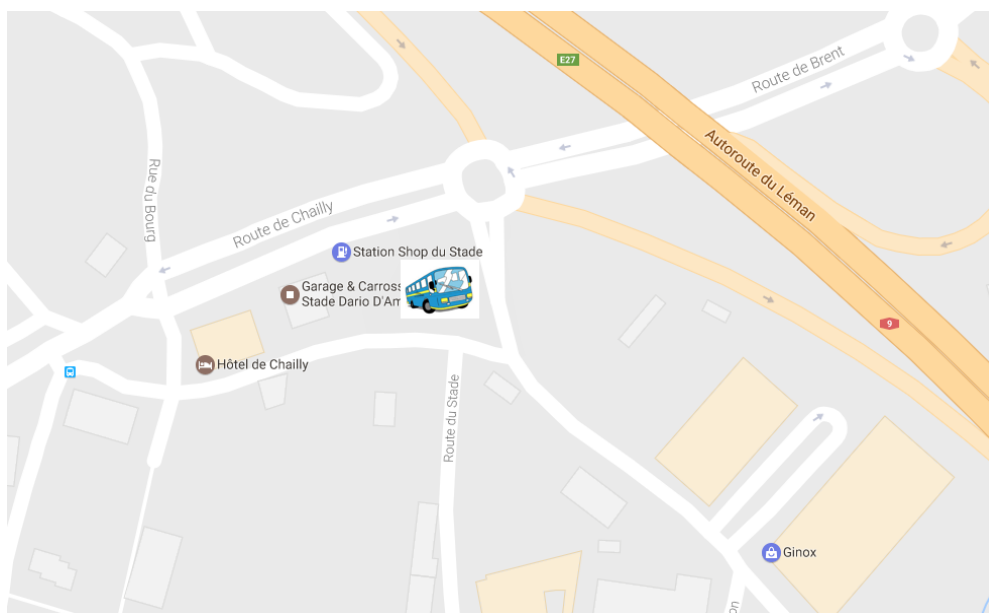 E27
Route de Brent
Autoroute du Léman
Rue du Bourg
Route de Chailly
Station Shop du Stade
Garage & Carross
Stade Dario D'Am
9
Hôtel de Chailly
Route du Stade
Ginox
on